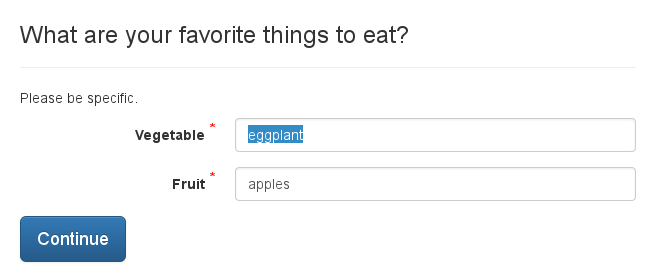 What are your favorite things to eat?
Please be specific.
Vegetable * eggplant
Fruit * apples
Continue